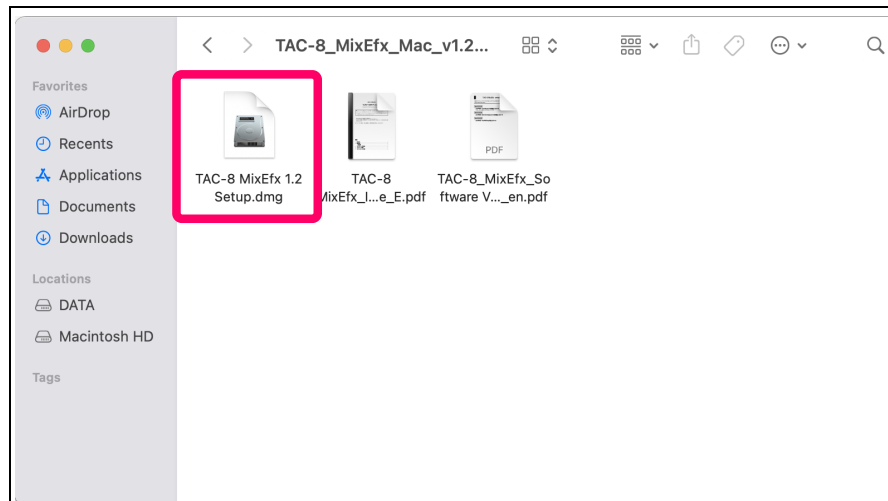 TAC-8_MixEfx_Mac_v1.2...
Favorites
AirDrop
Recents
Applications
Documents
Downloads
Locations
DATA
Macintosh HD
Tags
TAC-8 MixEfx 1.2
Setup.dmg
TAC-8
MixEfx_I...e_E.pdf
PDF
TAC-8_MixEfx_So
ftware V..._en.pdf